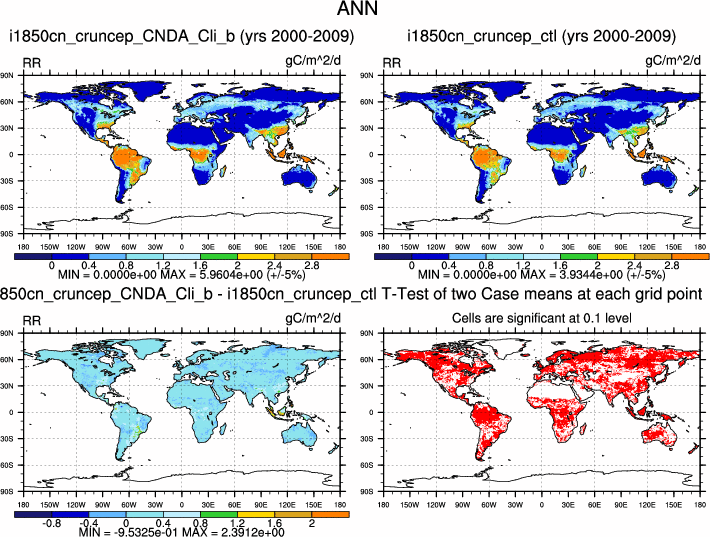 ANN
i1850cn_cruncep_CNDA_Cli_b (yrs 2000-2009)
RR gC/m^2/d
90N
60N
30N
0
30S
60S
90S
180 150W 120W 90W 60W 30W 0 30E 60E 90E 120E 150E 180
0 0.4 0.8 1.2 1.6 2 2.4 2.8
MIN = 0.0000e+00 MAX = 5.9604e+00 (+/-5%)
i1850cn_cruncep_ctl (yrs 2000-2009)
RR gC/m^2/d
90N
60N
30N
0
30S
60S
90S
180 150W 120W 90W 60W 30W 0 30E 60E 90E 120E 150E 180
0 0.4 0.8 1.2 1.6 2 2.4 2.8
MIN = 0.0000e+00 MAX = 3.9344e+00 (+/-5%)
850cn_cruncep_CNDA_Cli_b - i1850cn_cruncep_ctl
RR gC/m^2/d
90N
60N
30N
0
30S
60S
90S
180 150W 120W 90W 60W 30W 0 30E 60E 90E 120E 150E 180
-0.8 -0.4 0 0.4 0.8 1.2 1.6 2
MIN = -9.5325e-01 MAX = 2.3912e+00
T-Test of two Case means at each grid point
Cells are significant at 0.1 level
90N
60N
30N
0
30S
60S
90S
180 150W 120W 90W 60W 30W 0 30E 60E 90E 120E 150E 180